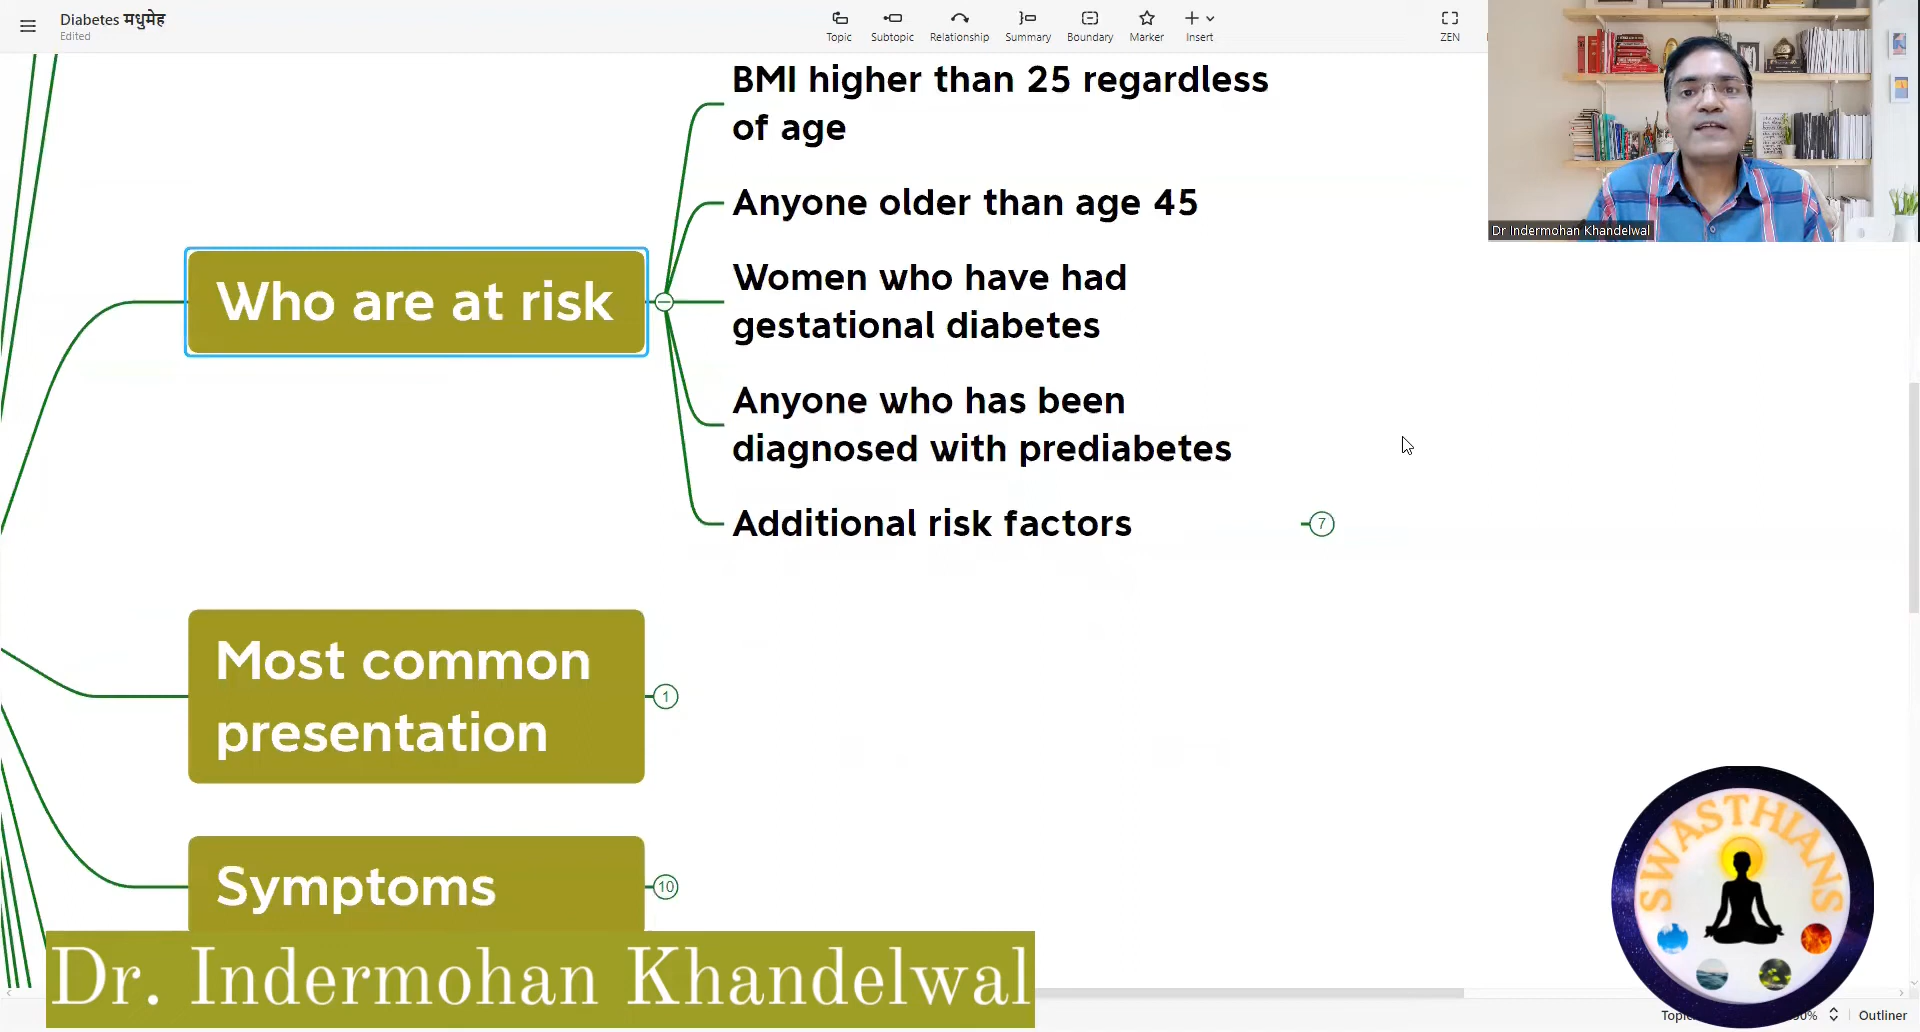 Diabetes मधुमेह
Edited
Topic
Subtopic
Relationship
Summary
Boundary
Marker
Insert
ZEN
BMI higher than 25 regardless
of age
Anyone older than age 45
Women who have had
gestational diabetes
Anyone who has been
diagnosed with prediabetes
Additional risk factors
7
Who are at risk
Most common
presentation
1
Symptoms
10
Dr Indermohan Khandelwal
SWASTHIANS
Dr. Indermohan Khandelwal
Outliner